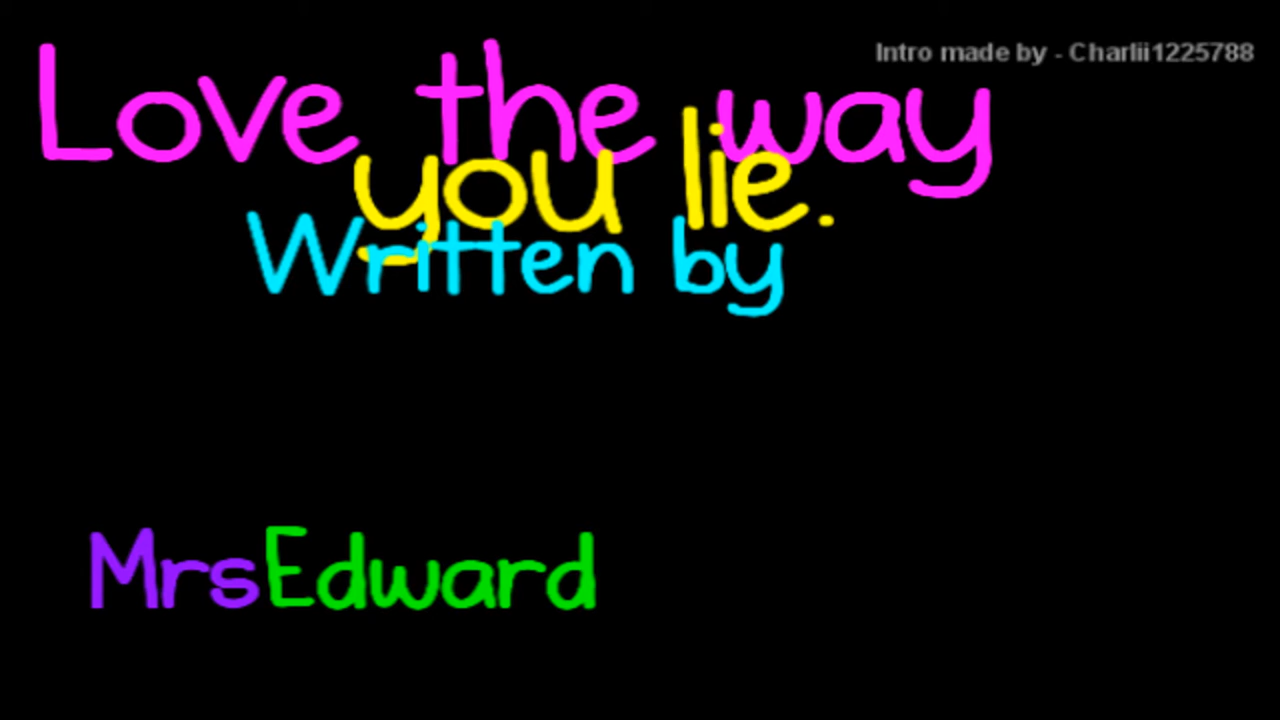 Intro made by - Charlii1225788
Love the way
you lie.
Written by
MrsEdward